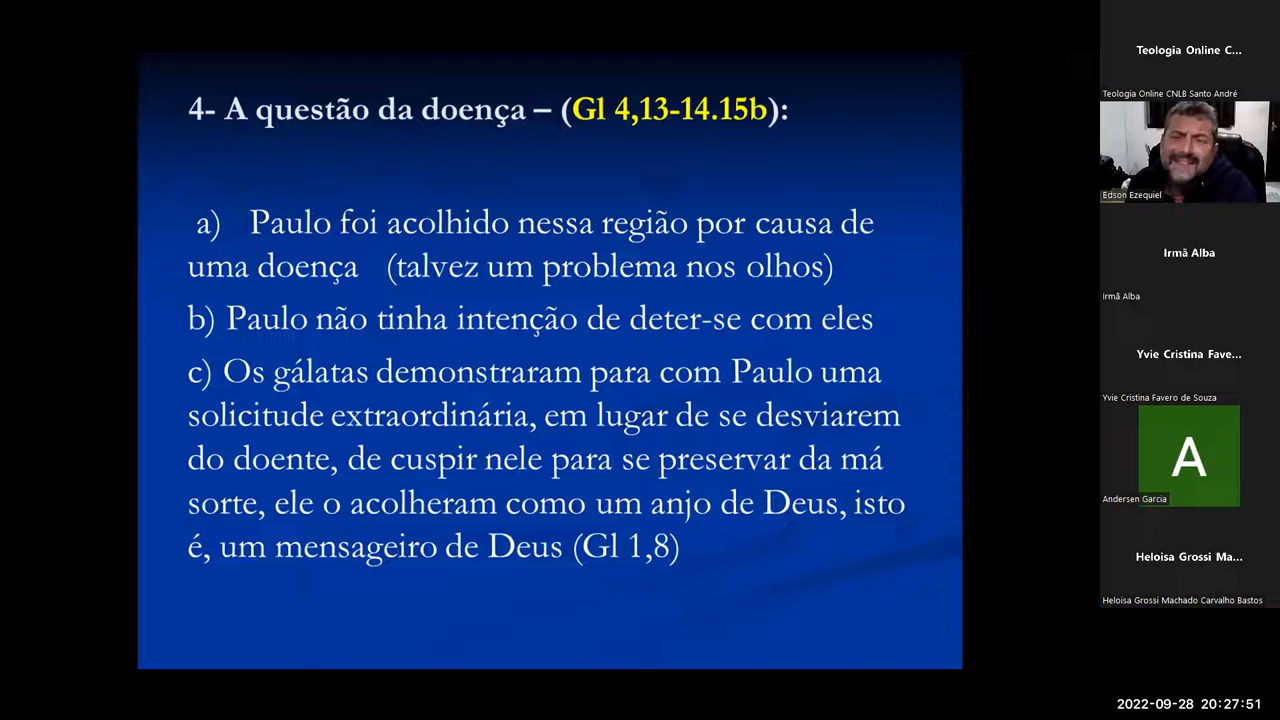 4- A questão da doença – (Gl 4,13-14.15b):
a) Paulo foi acolhido nessa região por causa de
uma doença (talvez um problema nos olhos)
b) Paulo não tinha intenção de deter-se com eles
c) Os gálatas demonstraram para com Paulo uma
solicitude extraordinária, em lugar de se desviarem
do doente, de cuspir nele para se preservar da má
sorte, ele o acolheram como um anjo de Deus, isto
é, um mensageiro de Deus (Gl 1,8)
Teologia Online C...
Teologia Online CNLB Santo André
Edson Ezequiel
Irmã Alba
Irmã Alba
Yvie Cristina Fave...
Yvie Cristina Favero de Souza
A
Andersen Garcia
Heloisa Grossi Ma...
Heloisa Grossi Machado Carvalho Bastos
2022-09-28 20:27:51